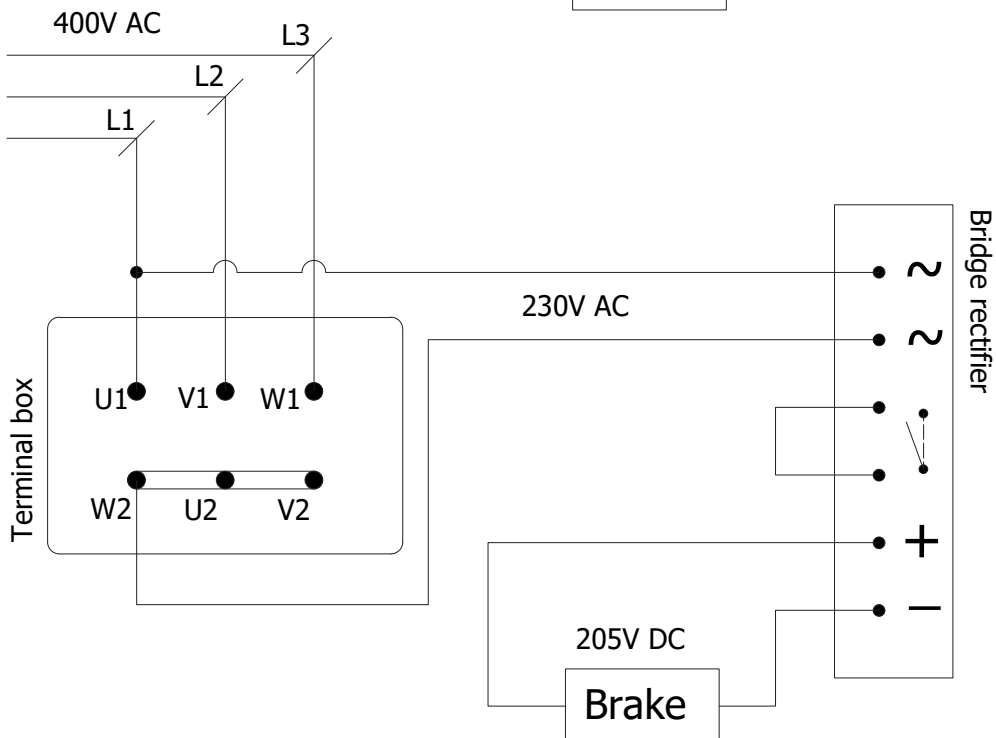 400V AC
L3
L2
L1
230V AC
Bridge rectifier
~
~
U1 V1 W1
W2 U2 V2
Terminal box
+
−
205V DC
Brake